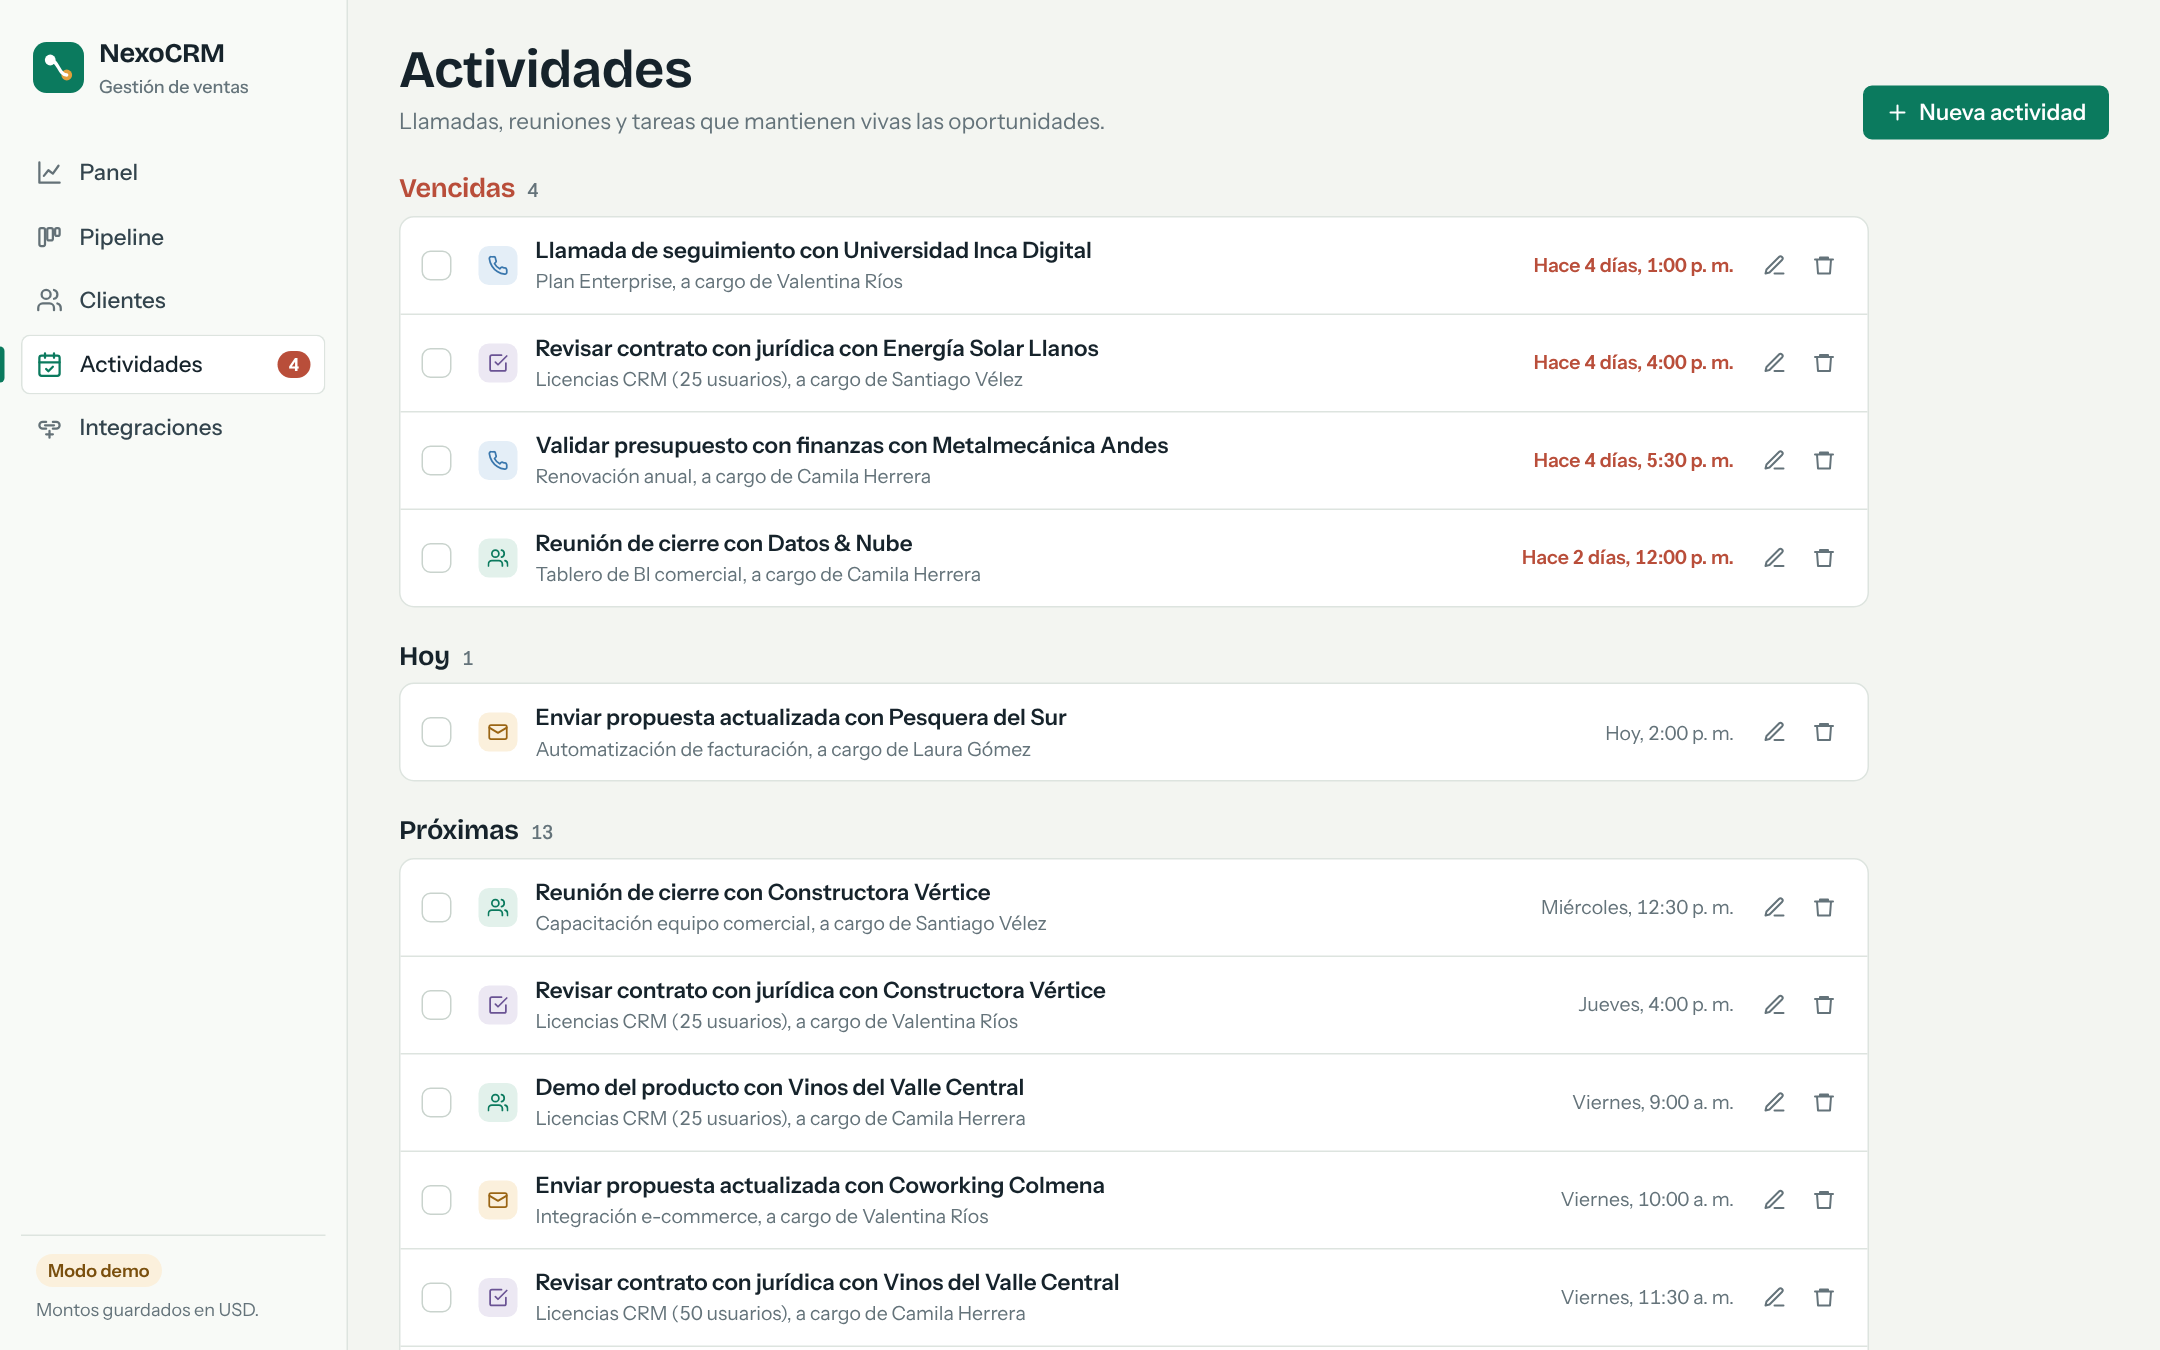 NexoCRM
Gestión de ventas
Panel
Pipeline
Clientes
Actividades 4
Integraciones
Modo demo
Montos guardados en USD.
Actividades
Llamadas, reuniones y tareas que mantienen vivas las oportunidades.
Nueva actividad
Vencidas 4
Llamada de seguimiento con Universidad Inca Digital
Plan Enterprise, a cargo de Valentina Ríos
Hace 4 días, 1:00 p. m.
Revisar contrato con jurídica con Energía Solar Llanos
Licencias CRM (25 usuarios), a cargo de Santiago Vélez
Hace 4 días, 4:00 p. m.
Validar presupuesto con finanzas con Metalmecánica Andes
Renovación anual, a cargo de Camila Herrera
Hace 4 días, 5:30 p. m.
Reunión de cierre con Datos & Nube
Tablero de BI comercial, a cargo de Camila Herrera
Hace 2 días, 12:00 p. m.
Hoy 1
Enviar propuesta actualizada con Pesquera del Sur
Automatización de facturación, a cargo de Laura Gómez
Hoy, 2:00 p. m.
Próximas 13
Reunión de cierre con Constructora Vértice
Capacitación equipo comercial, a cargo de Santiago Vélez
Miércoles, 12:30 p. m.
Revisar contrato con jurídica con Constructora Vértice
Licencias CRM (25 usuarios), a cargo de Valentina Ríos
Jueves, 4:00 p. m.
Demo del producto con Vinos del Valle Central
Licencias CRM (25 usuarios), a cargo de Camila Herrera
Viernes, 9:00 a. m.
Enviar propuesta actualizada con Coworking Colmena
Integración e-commerce, a cargo de Valentina Ríos
Viernes, 10:00 a. m.
Revisar contrato con jurídica con Vinos del Valle Central
Licencias CRM (50 usuarios), a cargo de Camila Herrera
Viernes, 11:30 a. m.